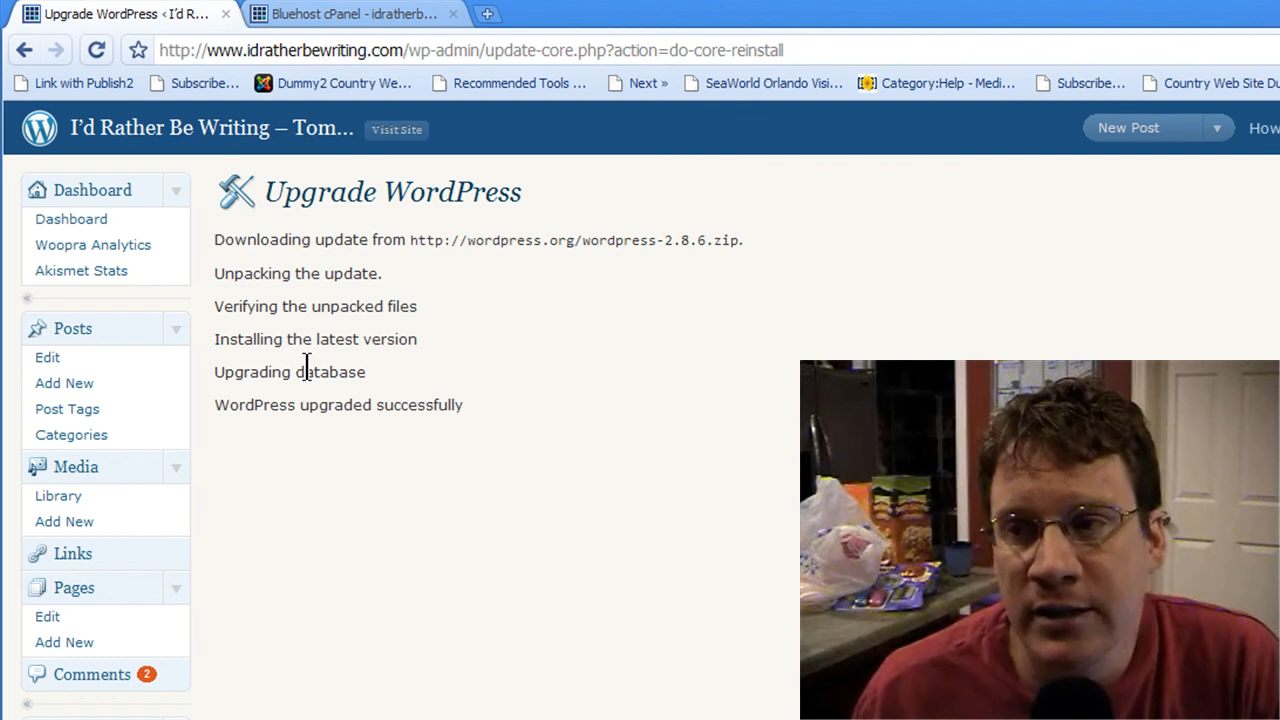 Upgrade WordPress ‹ I'd R...
Bluehost cPanel - idratherb...
http://www.idratherbewriting.com/wp-admin/update-core.php?action=do-core-reinstall
Link with Publish2 Subscribe... Dummy2 Country We... Recommended Tools ... Next » SeaWorld Orlando Visi... Category:Help - Medi... Subscribe... Country Web Site Du
I'd Rather Be Writing – Tom... Visit Site New Post How
Dashboard
Dashboard
Woopra Analytics
Akismet Stats
Posts
Edit
Add New
Post Tags
Categories
Media
Library
Add New
Links
Pages
Edit
Add New
Comments 2
Upgrade WordPress
Downloading update from http://wordpress.org/wordpress-2.8.6.zip.
Unpacking the update.
Verifying the unpacked files
Installing the latest version
Upgrading database
WordPress upgraded successfully